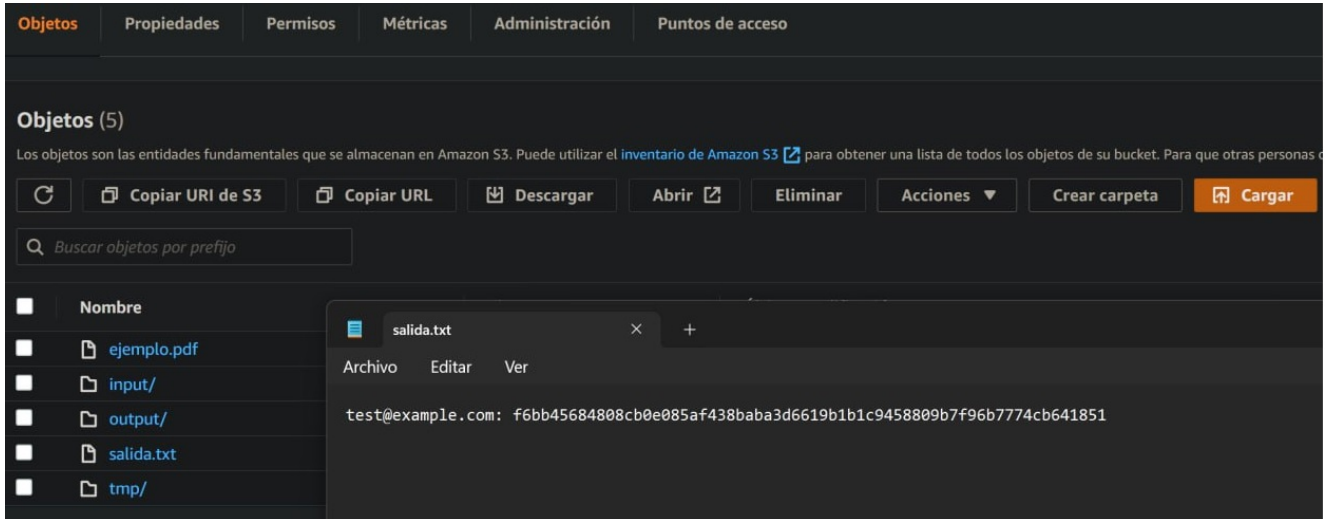 Objetos Propiedades Permisos Métricas Administración Puntos de acceso
Objetos (5)
Los objetos son las entidades fundamentales que se almacenan en Amazon S3. Puede utilizar el inventario de Amazon S3 para obtener una lista de todos los objetos de su bucket. Para que otras personas
Copiar URI de S3 Copiar URL Descargar Abrir Eliminar Acciones Crear carpeta Cargar
Buscar objetos por prefijo
Nombre
ejemplo.pdf
input/
output/
salida.txt
tmp/
salida.txt
Archivo Editar Ver
test@example.com: f6bb45684808cb0e085af438baba3d6619b1b1c9458809b7f96b7774cb641851